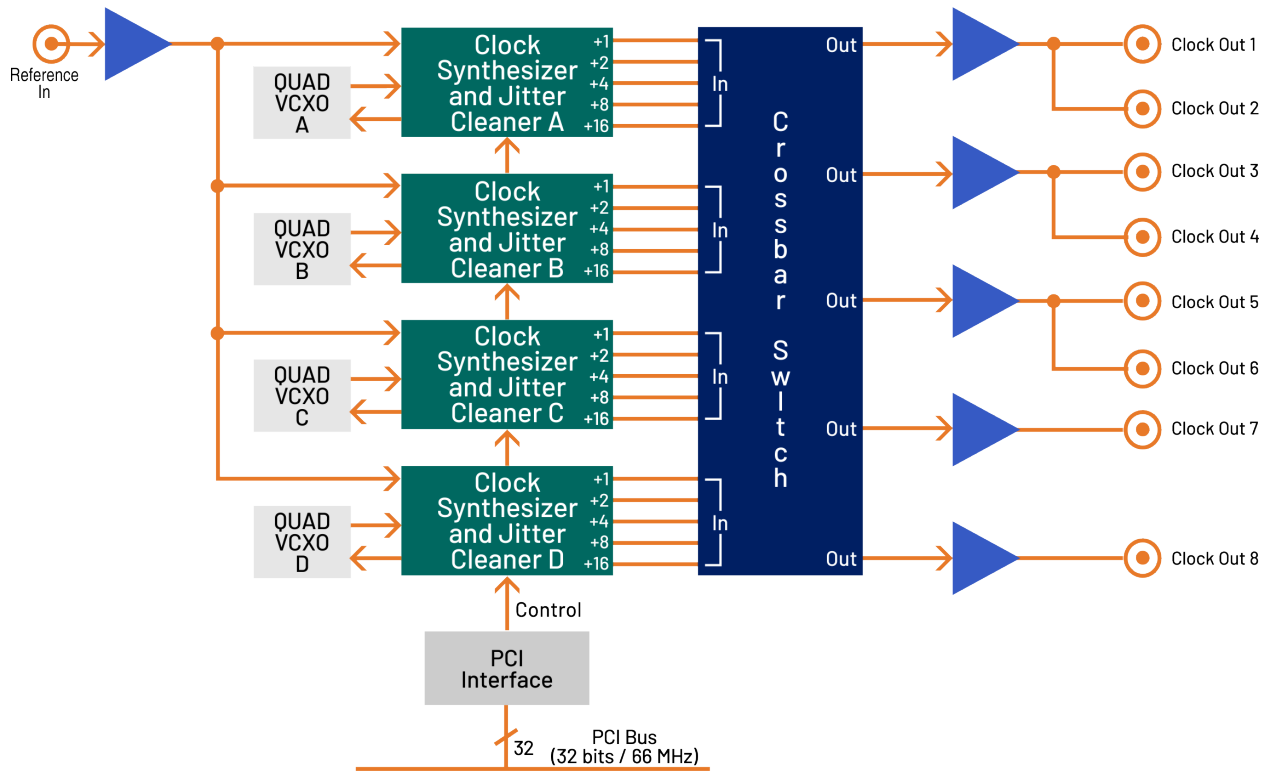 Reference
In
QUAD
VCXO
A
Clock
Synthesizer
and Jitter
Cleaner A
+1
+2
+4
+8
+16
In
QUAD
VCXO
B
Clock
Synthesizer
and Jitter
Cleaner B
+1
+2
+4
+8
+16
In
QUAD
VCXO
C
Clock
Synthesizer
and Jitter
Cleaner C
+1
+2
+4
+8
+16
In
QUAD
VCXO
D
Clock
Synthesizer
and Jitter
Cleaner D
+1
+2
+4
+8
+16
In
Crossbar SwItch
Out
Out
Out
Out
Out
Clock Out 1
Clock Out 2
Clock Out 3
Clock Out 4
Clock Out 5
Clock Out 6
Clock Out 7
Clock Out 8
Control
PCI
Interface
32
PCI Bus
(32 bits / 66 MHz)